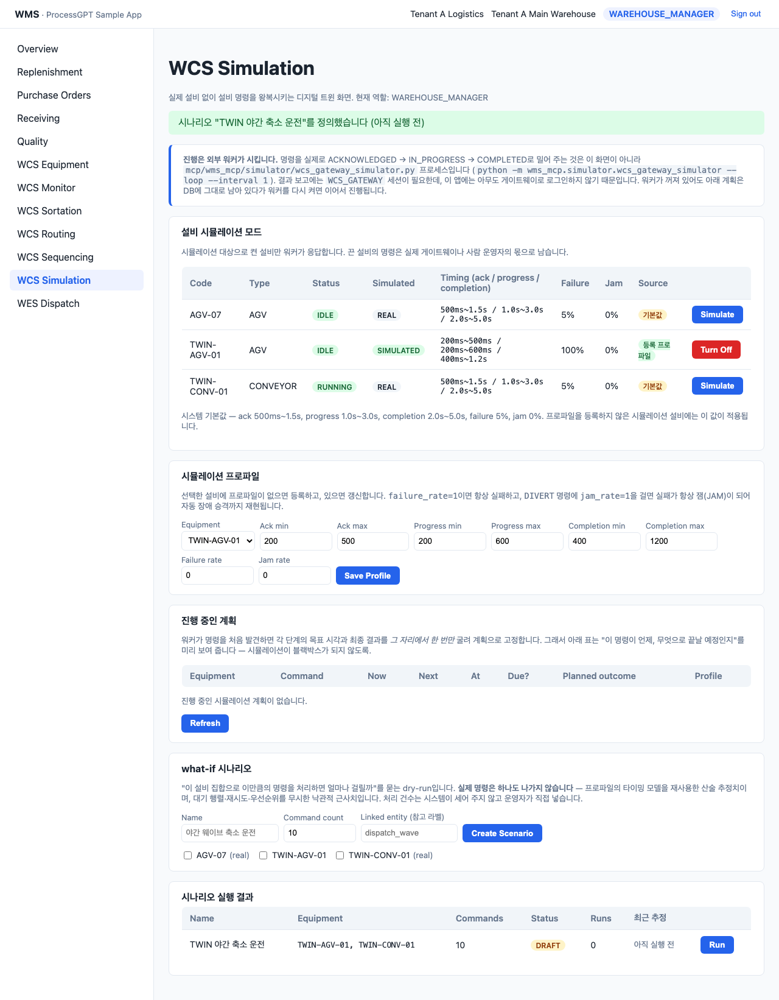 WMS · ProcessGPT Sample App
Tenant A Logistics Tenant A Main Warehouse WAREHOUSE_MANAGER Sign out
Overview
Replenishment
Purchase Orders
Receiving
Quality
WCS Equipment
WCS Monitor
WCS Sortation
WCS Routing
WCS Sequencing
WCS Simulation
WES Dispatch
WCS Simulation
실제 설비 없이 설비 명령을 왕복시키는 디지털 트윈 화면. 현재 역할: WAREHOUSE_MANAGER
시나리오 "TWIN 야간 축소 운전"를 정의했습니다 (아직 실행 전)
진행은 외부 워커가 시킵니다. 명령을 실제로 ACKNOWLEDGED → IN_PROGRESS → COMPLETED로 밀어 주는 것은 이 화면이 아니라
mcp/wms_mcp/simulator/wcs_gateway_simulator.py 프로세스입니다 ( python -m wms_mcp.simulator.wcs_gateway_simulator --
loop --interval 1 ). 결과 보고에는 WCS_GATEWAY 세션이 필요한데, 이 앱에는 아무도 게이트웨이로 로그인하지 않기 때문입니다. 워커가 꺼져 있어도 아래 계획은
DB에 그대로 남아 있다가 워커를 다시 켜면 이어서 진행됩니다.
설비 시뮬레이션 모드
시뮬레이션 대상으로 켠 설비만 워커가 응답합니다. 끈 설비의 명령은 실제 게이트웨이나 사람 운영자의 몫으로 남습니다.
Code Type Status Simulated Timing (ack / progress / completion) Failure Jam Source
AGV-07 AGV IDLE REAL 500ms~1.5s / 1.0s~3.0s / 2.0s~5.0s 5% 0% 기본값 Simulate
TWIN-AGV-01 AGV IDLE SIMULATED 200ms~500ms / 200ms~600ms / 400ms~1.2s 100% 0% 등록 프로파일 Turn Off
TWIN-CONV-01 CONVEYOR RUNNING REAL 500ms~1.5s / 1.0s~3.0s / 2.0s~5.0s 5% 0% 기본값 Simulate
시스템 기본값 — ack 500ms~1.5s, progress 1.0s~3.0s, completion 2.0s~5.0s, failure 5%, jam 0%. 프로파일을 등록하지 않은 시뮬레이션 설비에는 이 값이 적용됩
니다.
시뮬레이션 프로파일
선택한 설비에 프로파일이 없으면 등록하고, 있으면 갱신합니다. failure_rate=1이면 항상 실패하고, DIVERT 명령에 jam_rate=1을 걸면 실패가 항상 잼(JAM)이 되어
자동 장애 승격까지 재현됩니다.
Equipment Ack min Ack max Progress min Progress max Completion min Completion max
TWIN-AGV-01 200 500 200 600 400 1200
Failure rate Jam rate
0 0 Save Profile
진행 중인 계획
워커가 명령을 처음 발견하면 각 단계의 목표 시각과 최종 결과를 그 자리에서 한 번만 굴려 계획으로 고정합니다. 그래서 아래 표는 "이 명령이 언제, 무엇으로 끝날 예정인지"를
미리 보여 줍니다 — 시뮬레이션이 블랙박스가 되지 않도록.
Equipment Command Now Next At Due? Planned outcome Profile
진행 중인 시뮬레이션 계획이 없습니다.
Refresh
what-if 시나리오
"이 설비 집합으로 이만큼의 명령을 처리하면 얼마나 걸릴까"를 묻는 dry-run입니다. 실제 명령은 하나도 나가지 않습니다 — 프로파일의 타이밍 모델을 재사용한 산술 추정치이
며, 대기 행렬·재시도·우선순위를 무시한 낙관적 근사치입니다. 처리 건수는 시스템이 세어 주지 않고 운영자가 직접 넣습니다.
Name Command count Linked entity (참고 라벨)
야간 웨이브 축소 운전 10 dispatch_wave Create Scenario
AGV-07 (real) TWIN-AGV-01 TWIN-CONV-01 (real)
시나리오 실행 결과
Name Equipment Commands Status Runs 최근 추정
TWIN 야간 축소 운전 TWIN-AGV-01, TWIN-CONV-01 10 DRAFT 0 아직 실행 전 Run